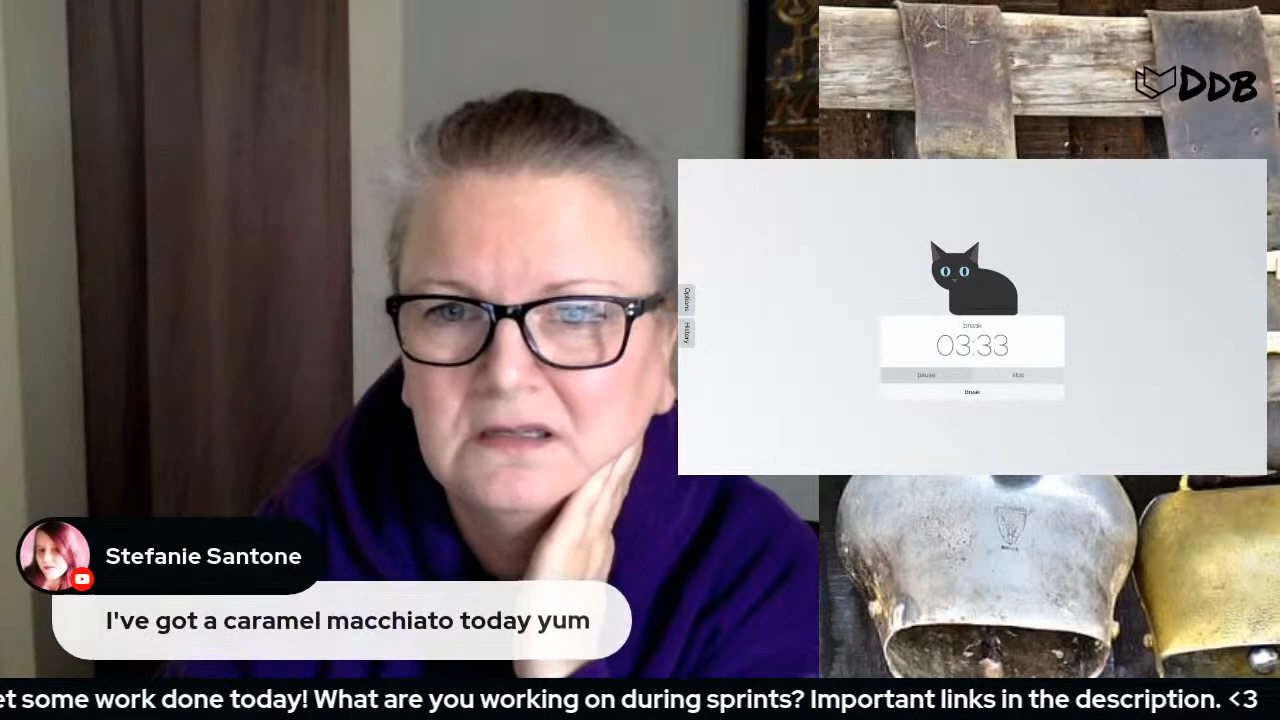 DDB
Options
History
break
03:33
pause
stop
Break
Stefanie Santone
I've got a caramel macchiato today yum
et some work done today! What are you working on during sprints? Important links in the description. <3